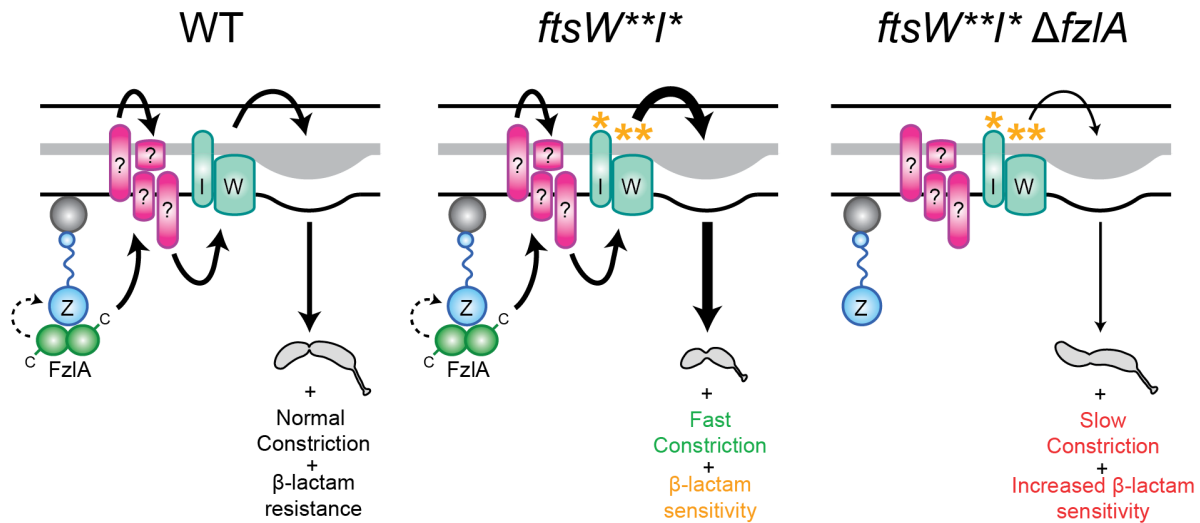 WT
?
?
?
?
I
W
Z
C
C
FzlA
+
Normal
Constriction
+
β-lactam
resistance
ftsW**I*
*
**
?
?
?
?
I
W
Z
C
C
FzlA
+
Fast
Constriction
+
β-lactam
sensitivity
ftsW**I* ΔfzlA
*
**
?
?
?
?
I
W
Z
+
Slow
Constriction
+
Increased β-lactam
sensitivity